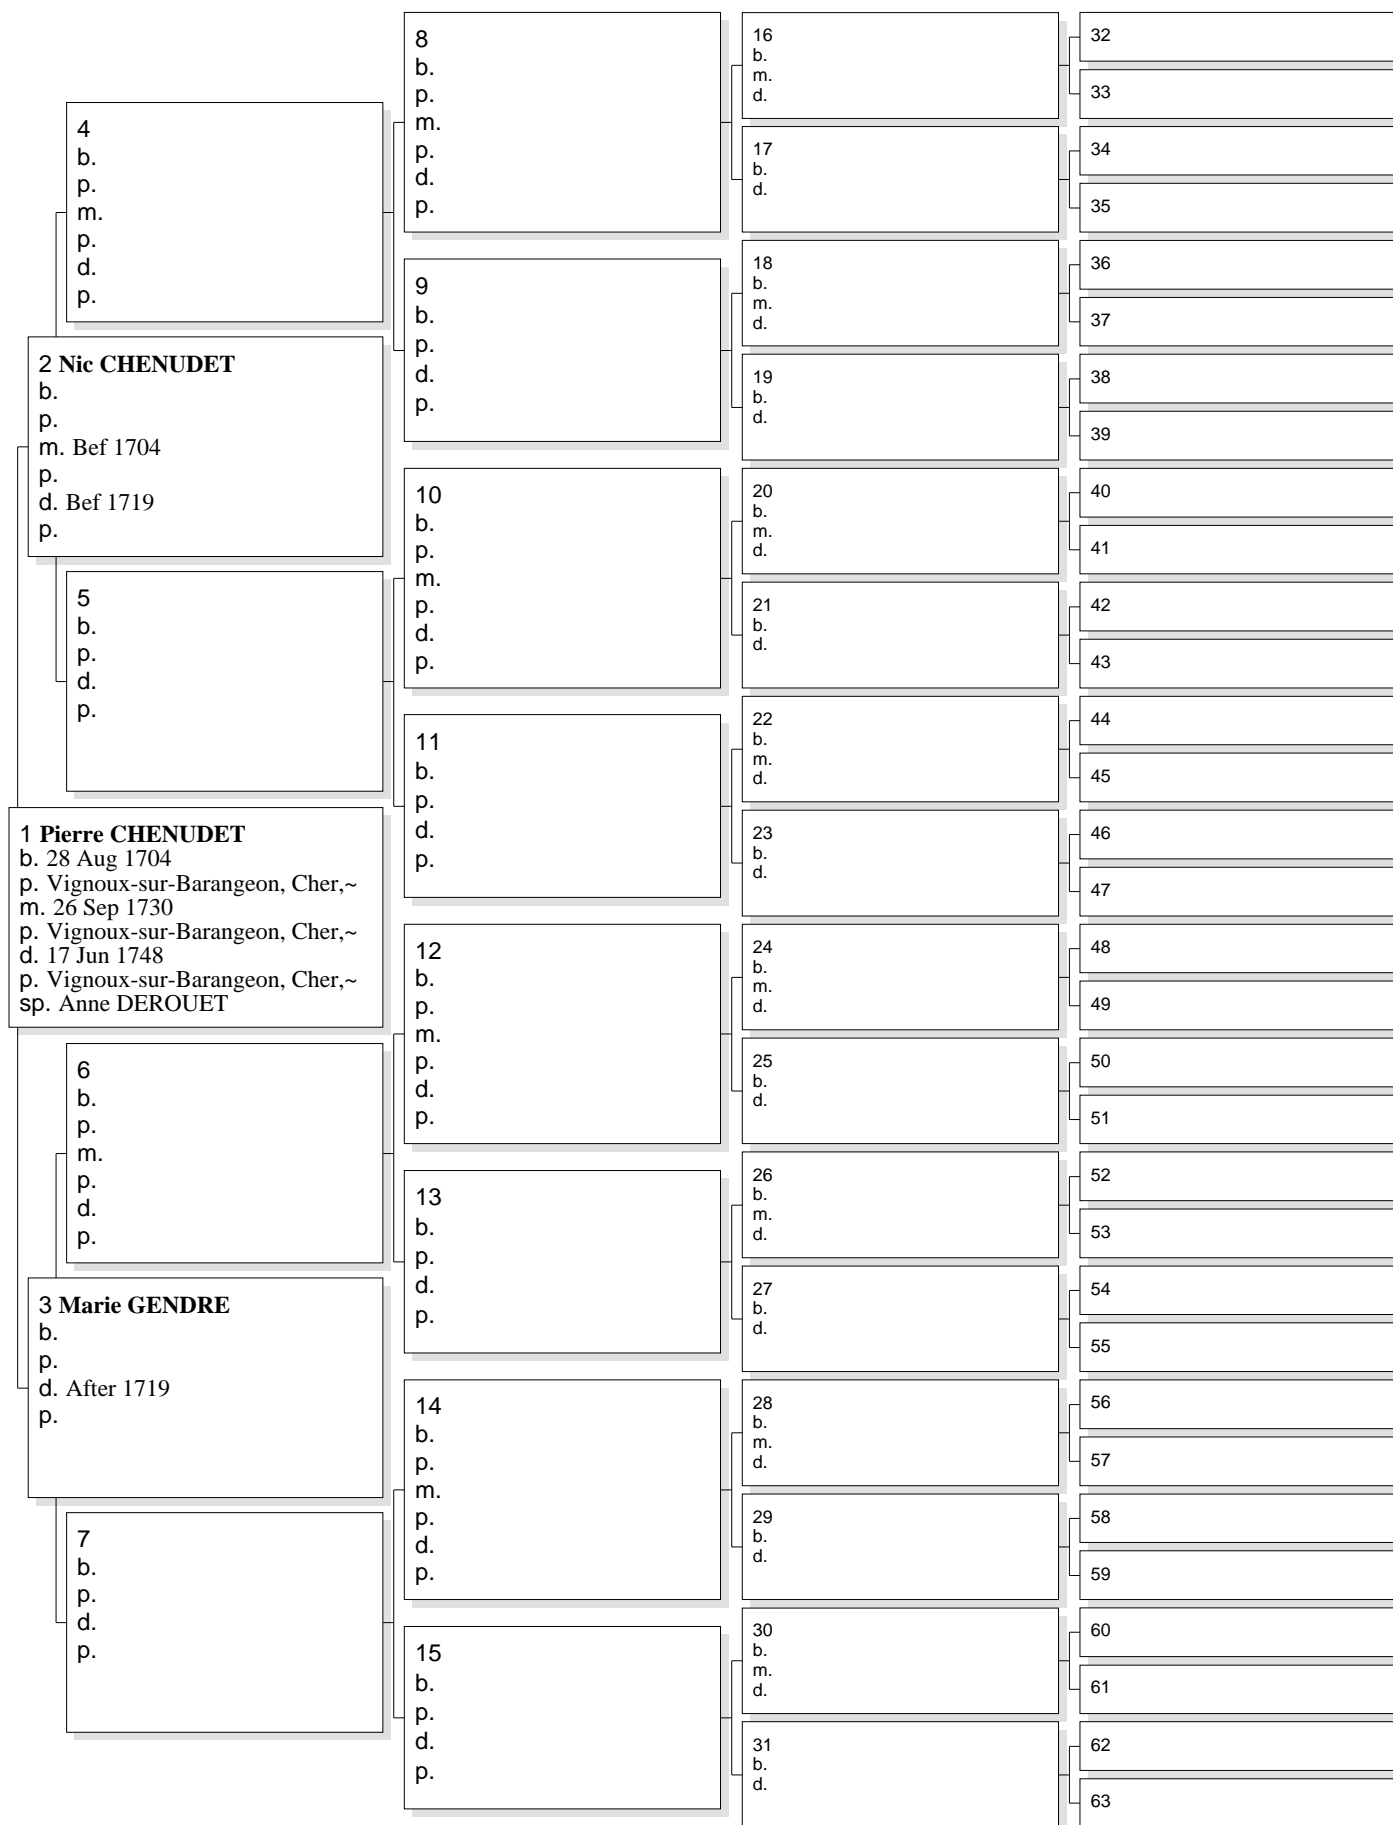 4
b.
p.
m.
p.
d.
p.
2 Nic CHENUDET
b.
p.
m. Bef 1704
p.
d. Bef 1719
p.
5
b.
p.
d.
p.
1 Pierre CHENUDET
b. 28 Aug 1704
p. Vignoux-sur-Barangeon, Cher,~
m. 26 Sep 1730
p. Vignoux-sur-Barangeon, Cher,~
d. 17 Jun 1748
p. Vignoux-sur-Barangeon, Cher,~
sp. Anne DEROUET
6
b.
p.
m.
p.
d.
p.
3 Marie GENDRE
b.
p.
d. After 1719
p.
7
b.
p.
d.
p.
8
b.
p.
m.
p.
d.
p.
9
b.
p.
d.
p.
10
b.
p.
m.
p.
d.
p.
11
b.
p.
d.
p.
12
b.
p.
m.
p.
d.
p.
13
b.
p.
d.
p.
14
b.
p.
m.
p.
d.
p.
15
b.
p.
d.
p.
16
b.
m.
d.
17
b.
d.
18
b.
m.
d.
19
b.
d.
20
b.
m.
d.
21
b.
d.
22
b.
m.
d.
23
b.
d.
24
b.
m.
d.
25
b.
d.
26
b.
m.
d.
27
b.
d.
28
b.
m.
d.
29
b.
d.
30
b.
m.
d.
31
b.
d.
32
33
34
35
36
37
38
39
40
41
42
43
44
45
46
47
48
49
50
51
52
53
54
55
56
57
58
59
60
61
62
63